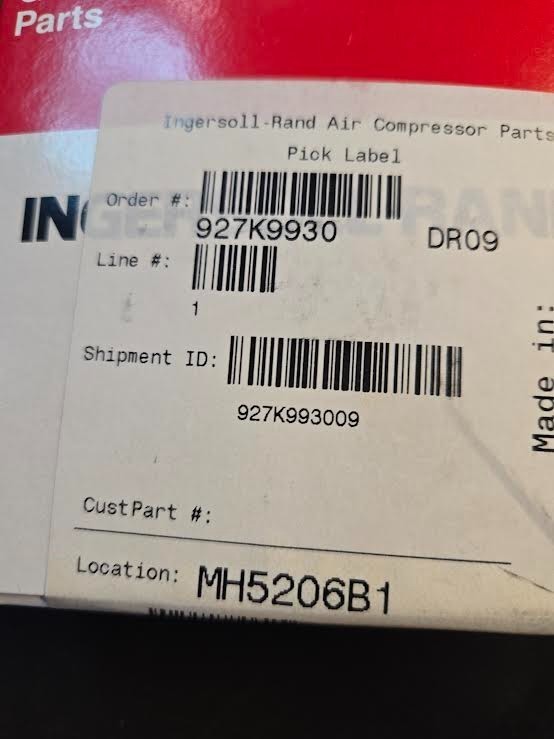 Parts
Ingersoll-Rand Air Compressor Parts
Pick Label
Order #:
927K9930
DR09
Line #:
1
Shipment ID:
927K993009
Made in:
CustPart #:
Location: MH5206B1